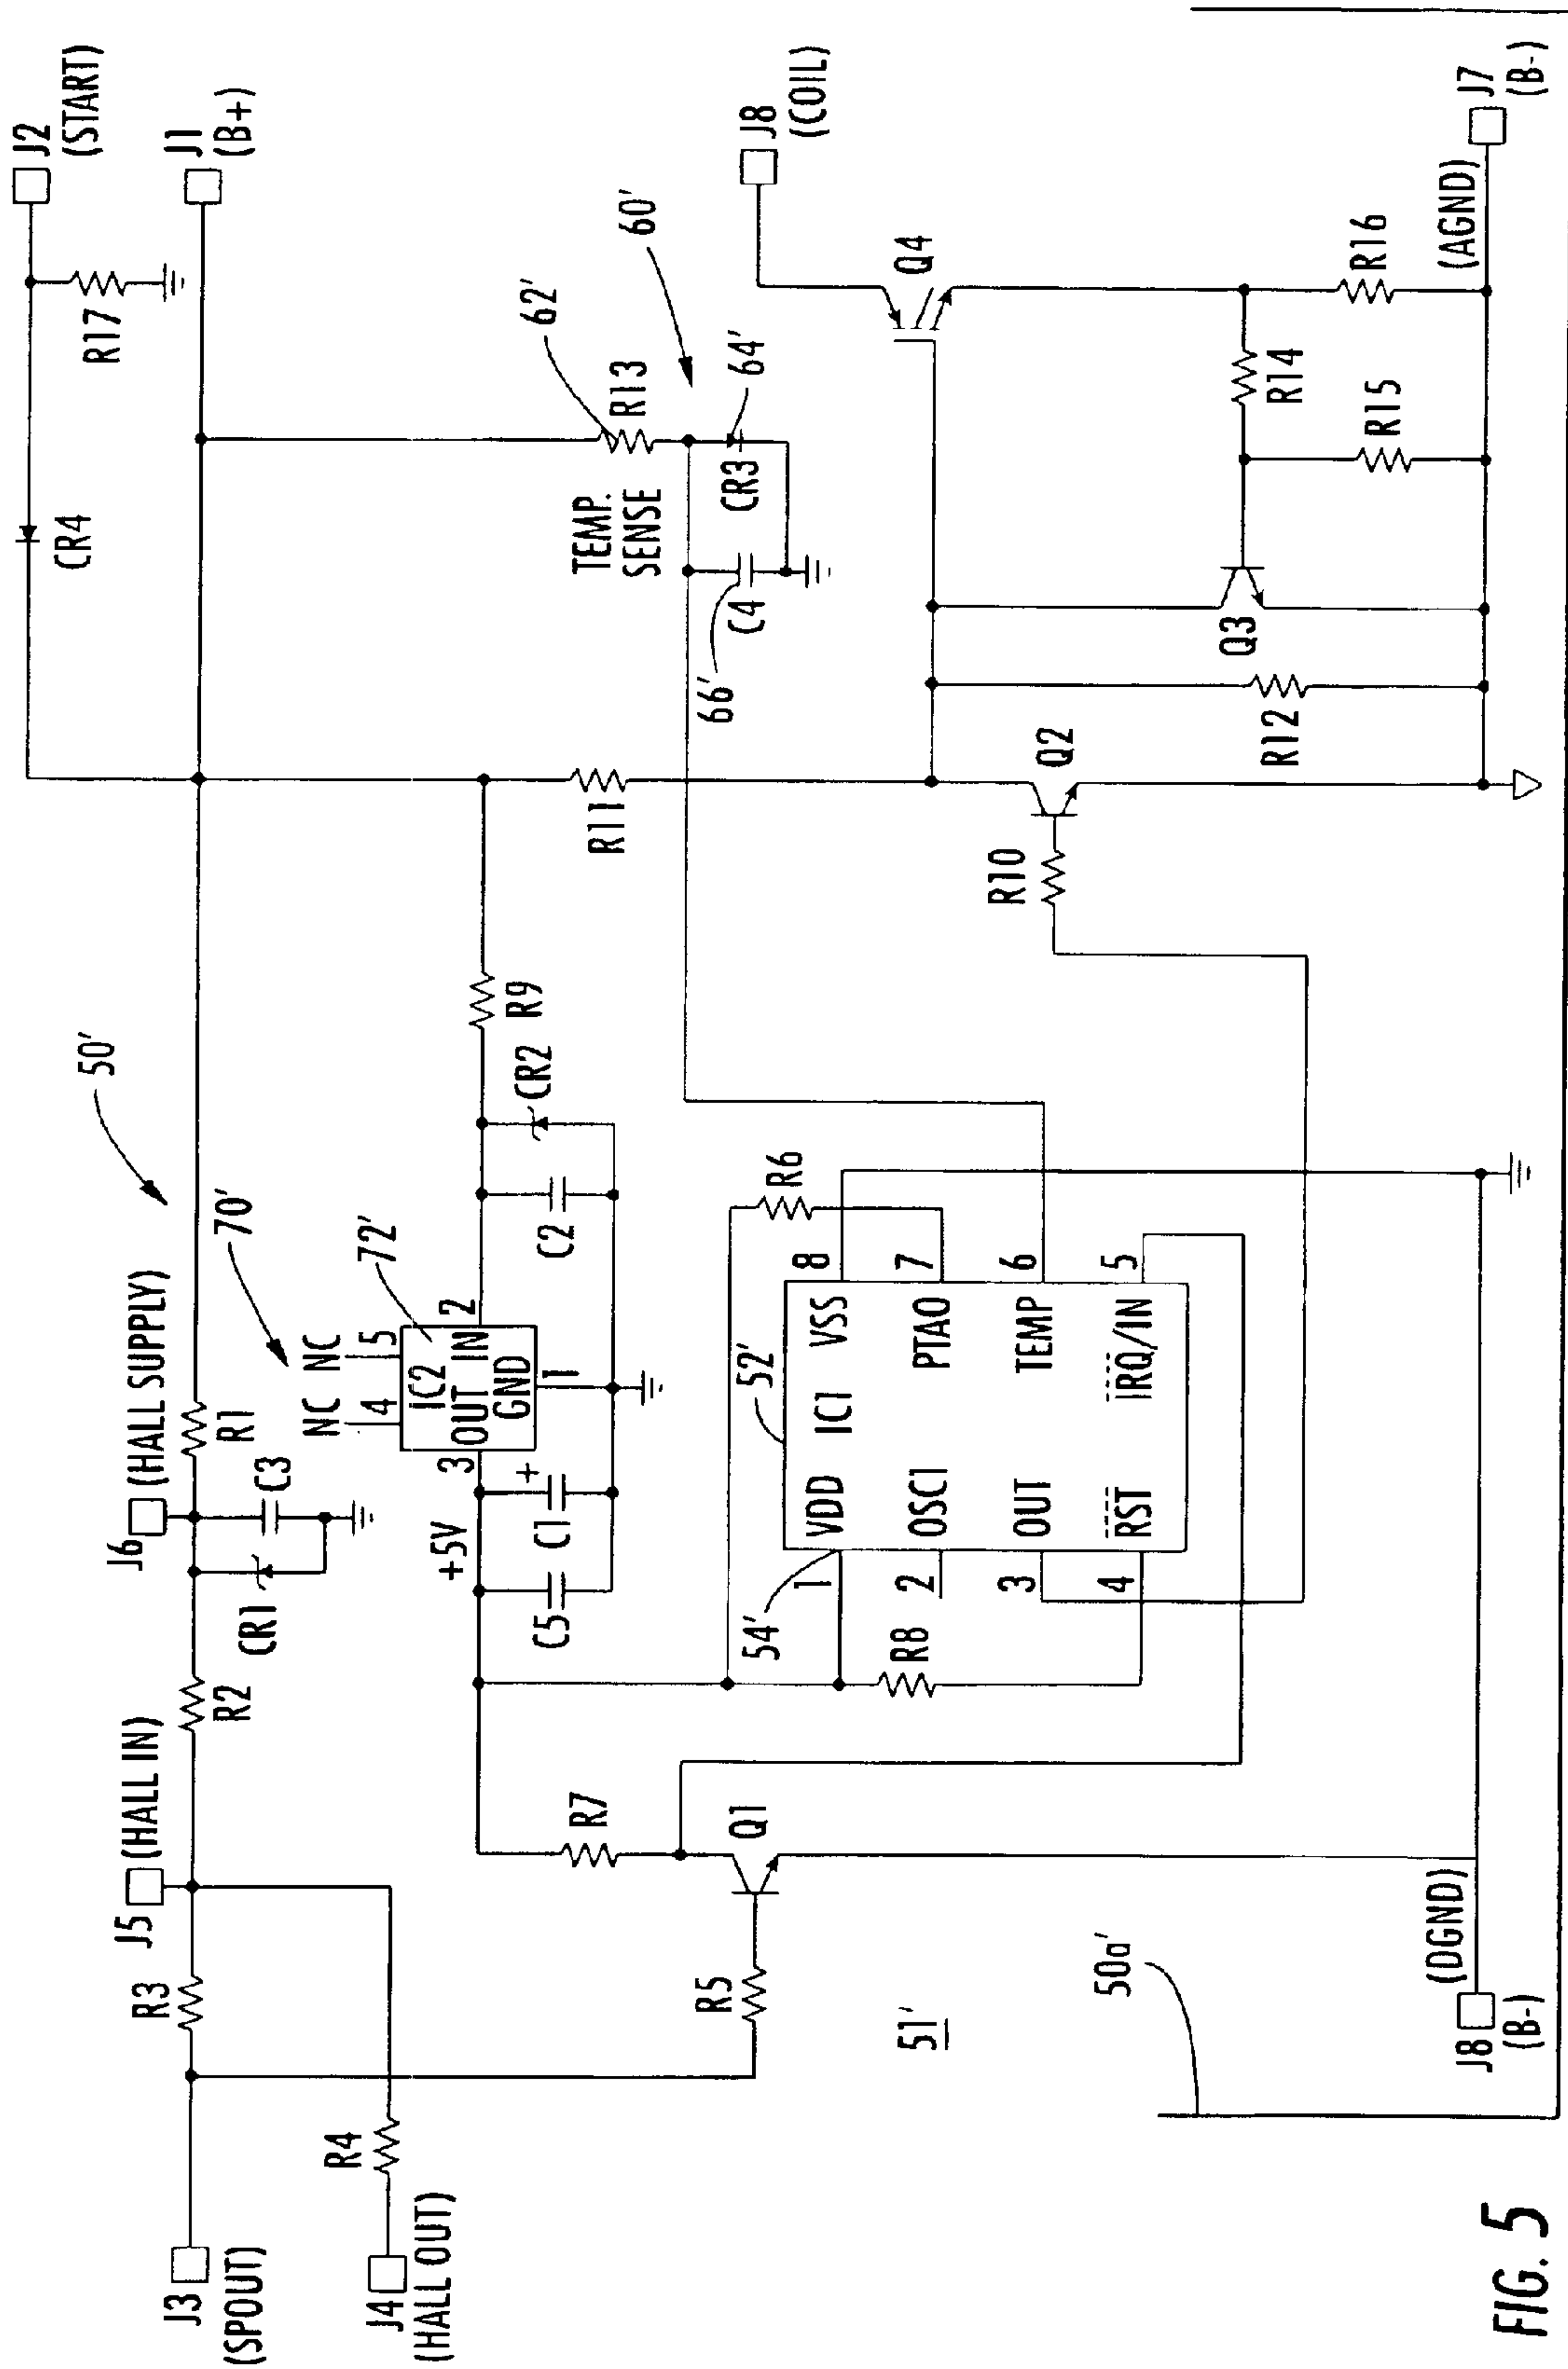 J3
(SPOUT)
J4
(HALL OUT)
R4
R3
J5
(HALL IN)
R2
CR1
J6
(HALL SUPPLY)
C3
R1
50'
70'
CR4
R17
J2
(START)
J1
(B+)
NC
NC
4
5
72'
IC2
OUT
IN
GND
3
2
1
+5V
C5
C1
+
C2
CR2
R9
R11
TEMP.
SENSE
62'
R13
60'
C4
CR3
64'
66'
R5
R7
Q1
51'
50a'
54'
52'
R8
R6
1
VDD
IC1
VSS
8
2
OSC1
PTA0
7
3
OUT
TEMP
6
4
RST
IRQ/IN
5
R10
Q2
R12
Q3
Q4
J8
(COIL)
R14
R15
R16
(AGND)
J7
(B-)
(DGND)
J8
(B-)
FIG. 5